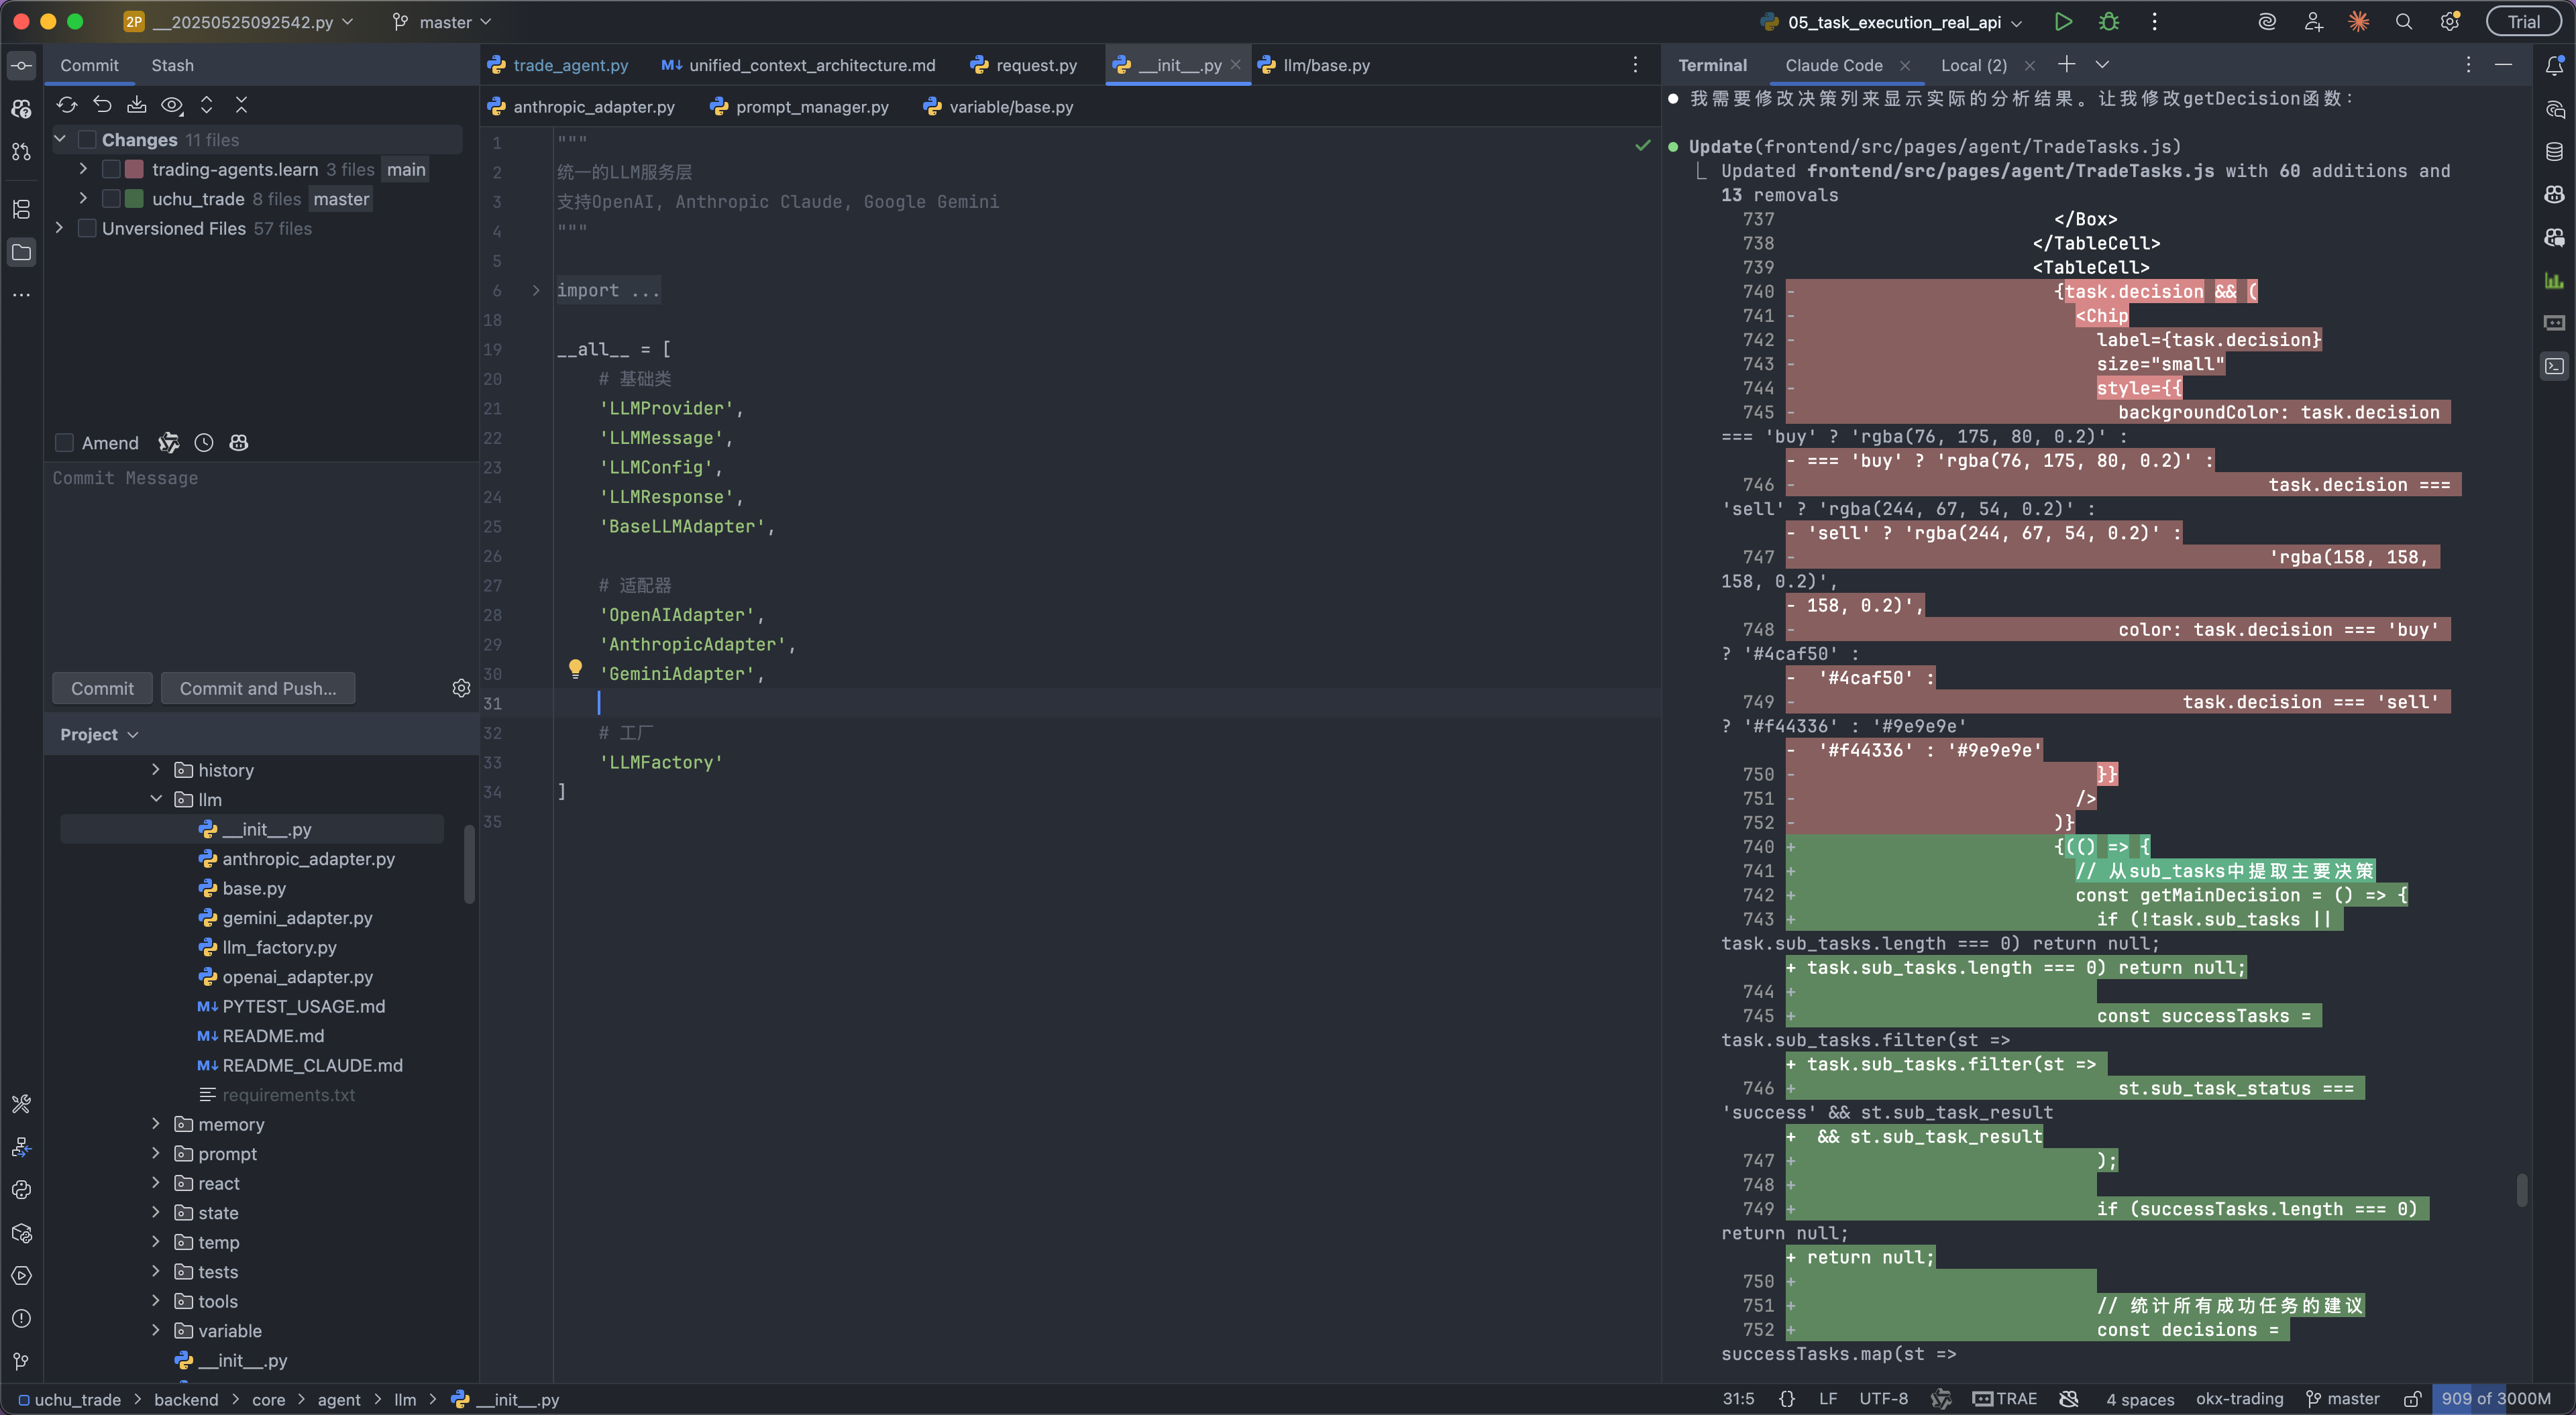 2P __20250525092542.py master 05_task_execution_real_api Trial
Commit Stash
Changes 11 files
trading-agents.learn 3 files main
uchu_trade 8 files master
Unversioned Files 57 files
Amend
Commit Message
Commit Commit and Push...
Project
history
llm
__init__.py
anthropic_adapter.py
base.py
gemini_adapter.py
llm_factory.py
openai_adapter.py
M↓ PYTEST_USAGE.md
M↓ README.md
M↓ README_CLAUDE.md
requirements.txt
memory
prompt
react
state
temp
tests
tools
variable
__init__.py
trade_agent.py M↓ unified_context_architecture.md request.py __init__.py llm/base.py
anthropic_adapter.py prompt_manager.py variable/base.py
1 """
2 统一的LLM服务层
3 支持OpenAI, Anthropic Claude, Google Gemini
4 """
5
6 import ...
18
19 __all__ = [
20 # 基础类
21 'LLMProvider',
22 'LLMMessage',
23 'LLMConfig',
24 'LLMResponse',
25 'BaseLLMAdapter',
26
27 # 适配器
28 'OpenAIAdapter',
29 'AnthropicAdapter',
30 'GeminiAdapter',
31
32 # 工厂
33 'LLMFactory'
34 ]
35
Terminal Claude Code Local (2)
我需要修改决策列来显示实际的分析结果。让我修改getDecision函数:
Update(frontend/src/pages/agent/TradeTasks.js)
Updated frontend/src/pages/agent/TradeTasks.js with 60 additions and
13 removals
737 </Box>
738 </TableCell>
739 <TableCell>
740 - {task.decision && (
741 - <Chip
742 - label={task.decision}
743 - size="small"
744 - style={{
745 - backgroundColor: task.decision
=== 'buy' ? 'rgba(76, 175, 80, 0.2)' :
- === 'buy' ? 'rgba(76, 175, 80, 0.2)' :
746 - task.decision ===
'sell' ? 'rgba(244, 67, 54, 0.2)' :
- 'sell' ? 'rgba(244, 67, 54, 0.2)' :
747 - 'rgba(158, 158,
158, 0.2)',
- 158, 0.2)',
748 - color: task.decision === 'buy'
? '#4caf50' :
- '#4caf50' :
749 - task.decision === 'sell'
? '#f44336' : '#9e9e9e'
- '#f44336' : '#9e9e9e'
750 - }}
751 - />
752 - )}
740 + {(() => {
741 + // 从sub_tasks中提取主要决策
742 + const getMainDecision = () => {
743 + if (!task.sub_tasks ||
task.sub_tasks.length === 0) return null;
+ task.sub_tasks.length === 0) return null;
744 +
745 + const successTasks =
task.sub_tasks.filter(st =>
+ task.sub_tasks.filter(st =>
746 + st.sub_task_status ===
'success' && st.sub_task_result
+ && st.sub_task_result
747 + );
748 +
749 + if (successTasks.length === 0)
return null;
+ return null;
750 +
751 + // 统计所有成功任务的建议
752 + const decisions =
successTasks.map(st =>
uchu_trade > backend > core > agent > llm > __init__.py 31:5 {} LF UTF-8 TRAE 4 spaces okx-trading master 909 of 3000M